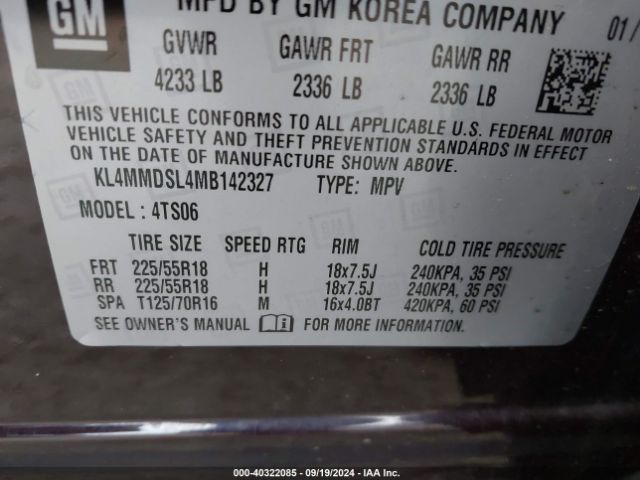 GM
MFD BY GM KOREA COMPANY 01/
GVWR GAWR FRT GAWR RR
4233 LB 2336 LB 2336 LB
THIS VEHICLE CONFORMS TO ALL APPLICABLE U.S. FEDERAL MOTOR
VEHICLE SAFETY AND THEFT PREVENTION STANDARDS IN EFFECT
ON THE DATE OF MANUFACTURE SHOWN ABOVE.
KL4MMDSL4MB142327 TYPE: MPV
MODEL : 4TS06
TIRE SIZE SPEED RTG RIM COLD TIRE PRESSURE
FRT 225/55R18 H 18x7.5J 240KPA, 35 PSI
RR 225/55R18 H 18x7.5J 240KPA, 35 PSI
SPA T125/70R16 M 16x4.0BT 420KPA, 60 PSI
SEE OWNER'S MANUAL FOR MORE INFORMATION.
000-40322085 - 09/19/2024 - IAA Inc.